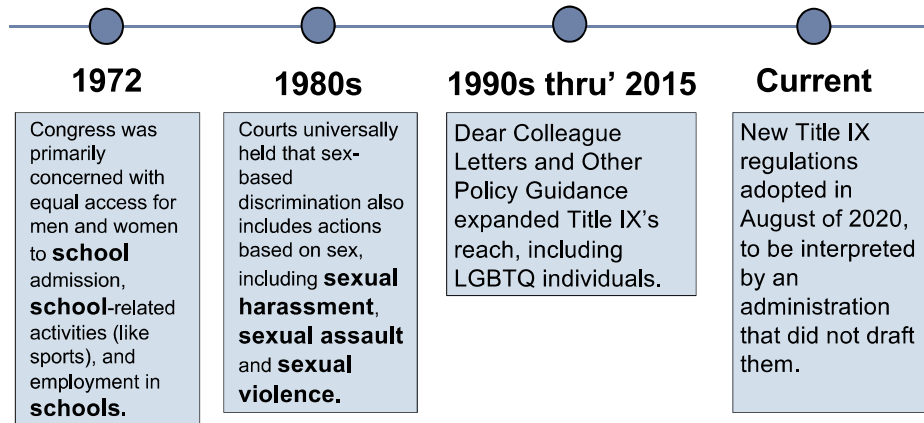 1972
Congress was
primarily
concerned with
equal access for
men and women
to school
admission,
school-related
activities (like
sports), and
employment in
schools.
1980s
Courts universally
held that sex-
based
discrimination also
includes actions
based on sex,
including sexual
harassment,
sexual assault
and sexual
violence.
1990s thru’ 2015
Dear Colleague
Letters and Other
Policy Guidance
expanded Title IX’s
reach, including
LGBTQ individuals.
Current
New Title IX
regulations
adopted in
August of 2020,
to be interpreted
by an
administration
that did not draft
them.